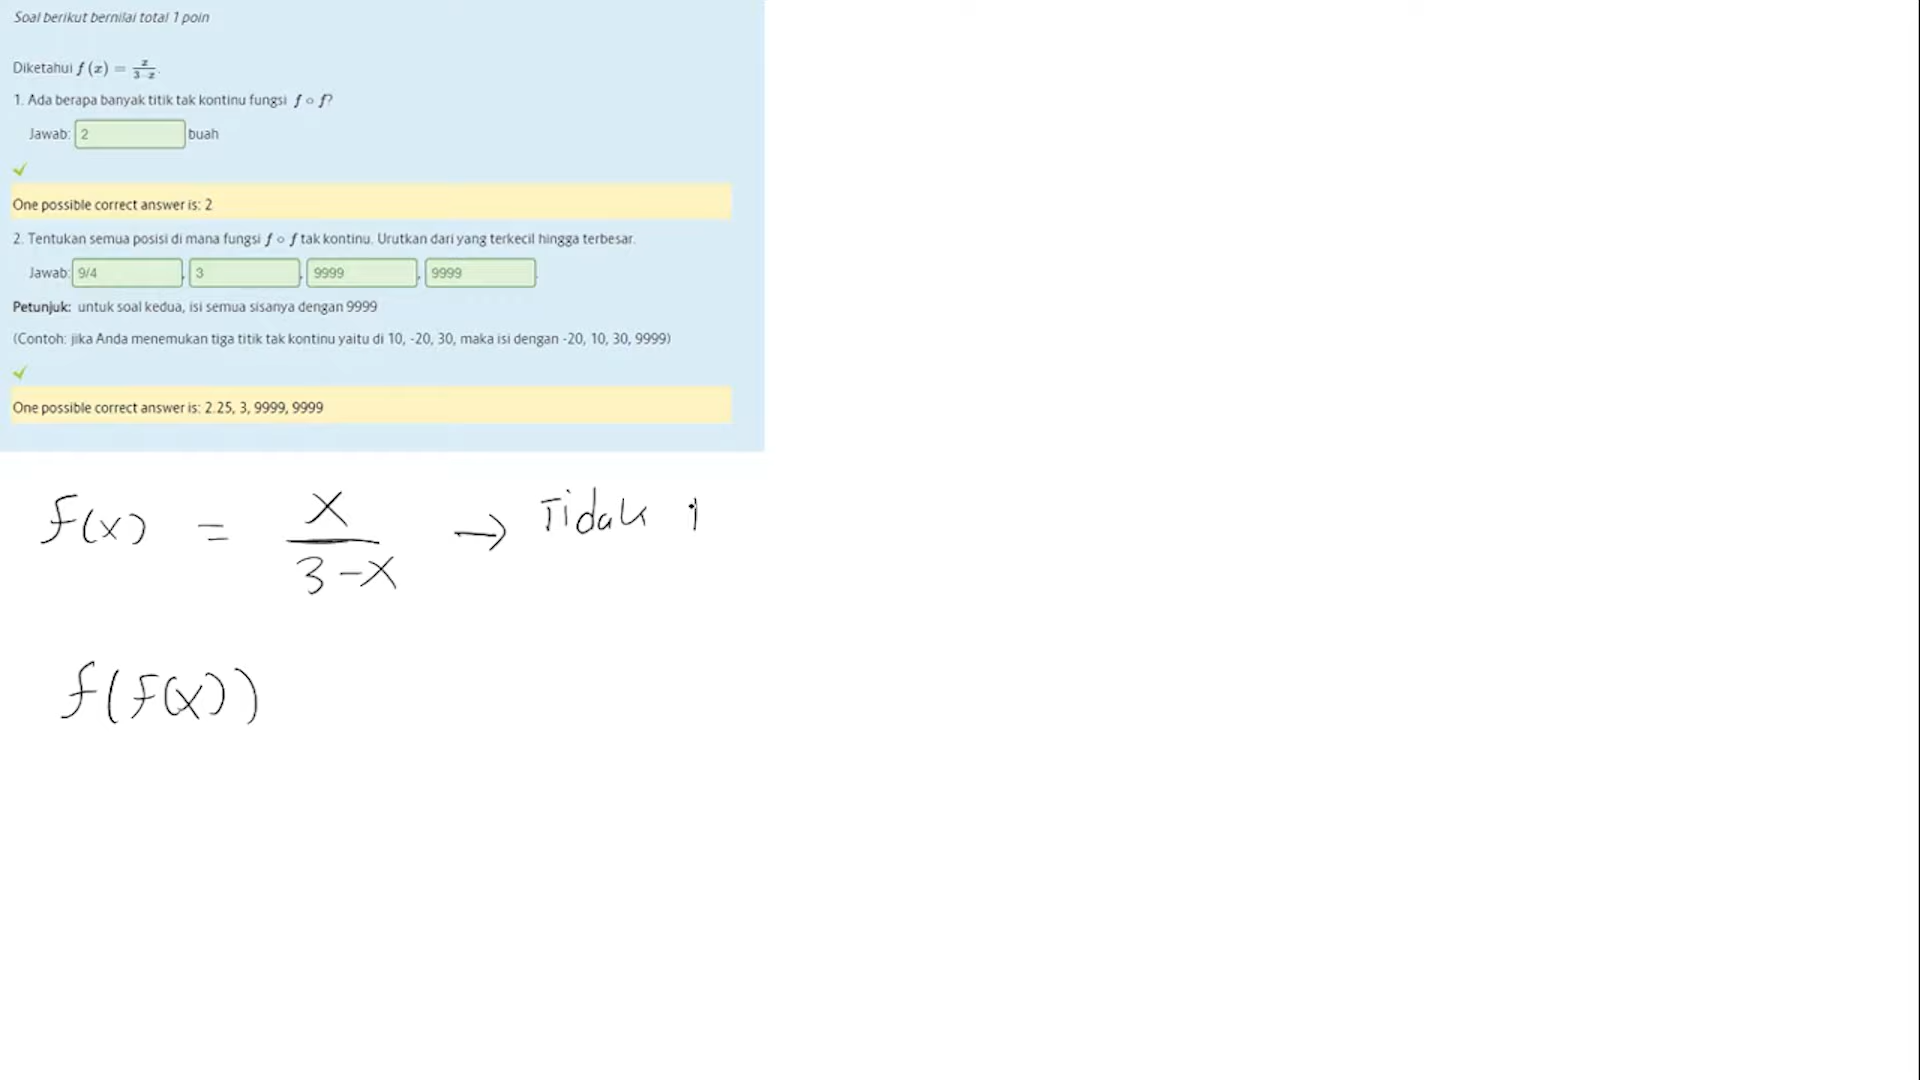 Soal berikut bernilai total 1 poin
Diketahui f (x) = x/(3-x).
1. Ada berapa banyak titik tak kontinu fungsi f ∘ f?
Jawab: 2 buah
One possible correct answer is: 2
2. Tentukan semua posisi di mana fungsi f ∘ f tak kontinu. Urutkan dari yang terkecil hingga terbesar.
Jawab: 9/4 , 3 , 9999 , 9999 .
Petunjuk: untuk soal kedua, isi semua sisanya dengan 9999
(Contoh: jika Anda menemukan tiga titik tak kontinu yaitu di 10, -20, 30, maka isi dengan -20, 10, 30, 9999)
One possible correct answer is: 2.25, 3, 9999, 9999
f(x) = x/(3-x) → Tidak
f(f(x))